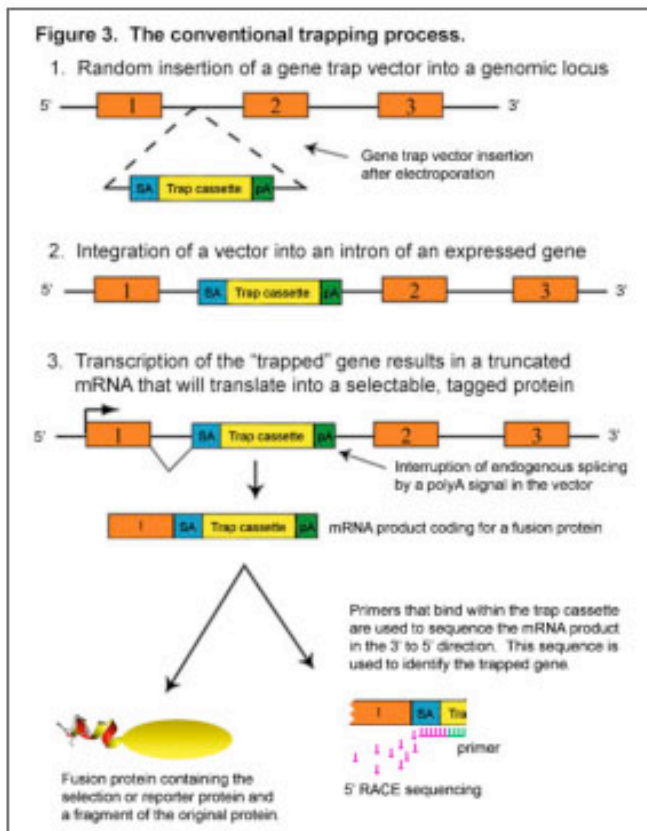 Figure 3. The conventional trapping process.
1. Random insertion of a gene trap vector into a genomic locus
5' 1 2 3 3'
Gene trap vector insertion
after electroporation
SA Trap cassette pA
2. Integration of a vector into an intron of an expressed gene
5' 1 SA Trap cassette pA 2 3 3'
3. Transcription of the "trapped" gene results in a truncated
mRNA that will translate into a selectable, tagged protein
5' 1 SA Trap cassette pA 2 3 3'
Interruption of endogenous splicing
by a polyA signal in the vector
1 SA Trap cassette pA mRNA product coding for a fusion protein
Primers that bind within the trap cassette
are used to sequence the mRNA product
in the 3' to 5' direction. This sequence is
used to identify the trapped gene.
1 SA Tra
primer
5' RACE sequencing
Fusion protein containing the
selection or reporter protein and
a fragment of the original protein.